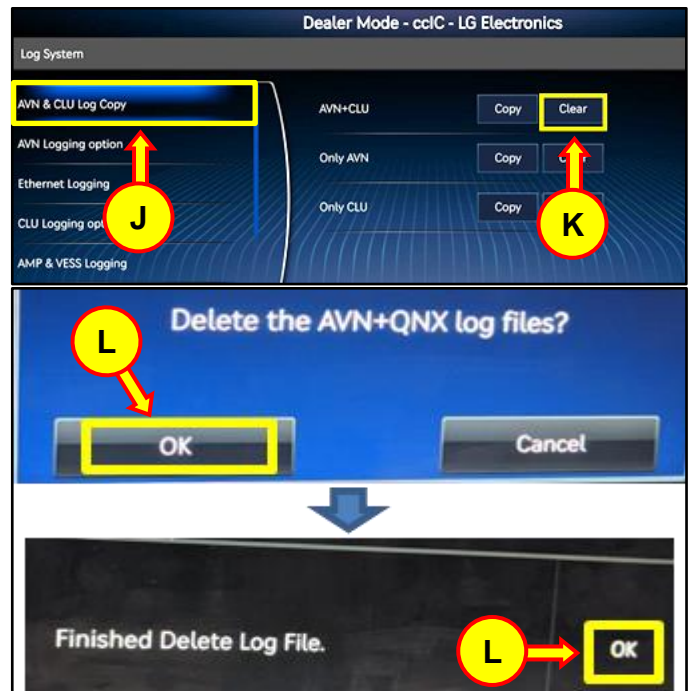 Dealer Mode - ccIC - LG Electronics
Log System
AVN & CLU Log Copy
AVN+CLU Copy Clear
AVN Logging option
Only AVN Copy
Ethernet Logging
Only CLU Copy
CLU Logging
J
K
AMP & VESS Logging
Delete the AVN+QNX log files?
L
OK Cancel
Finished Delete Log File.
L
OK